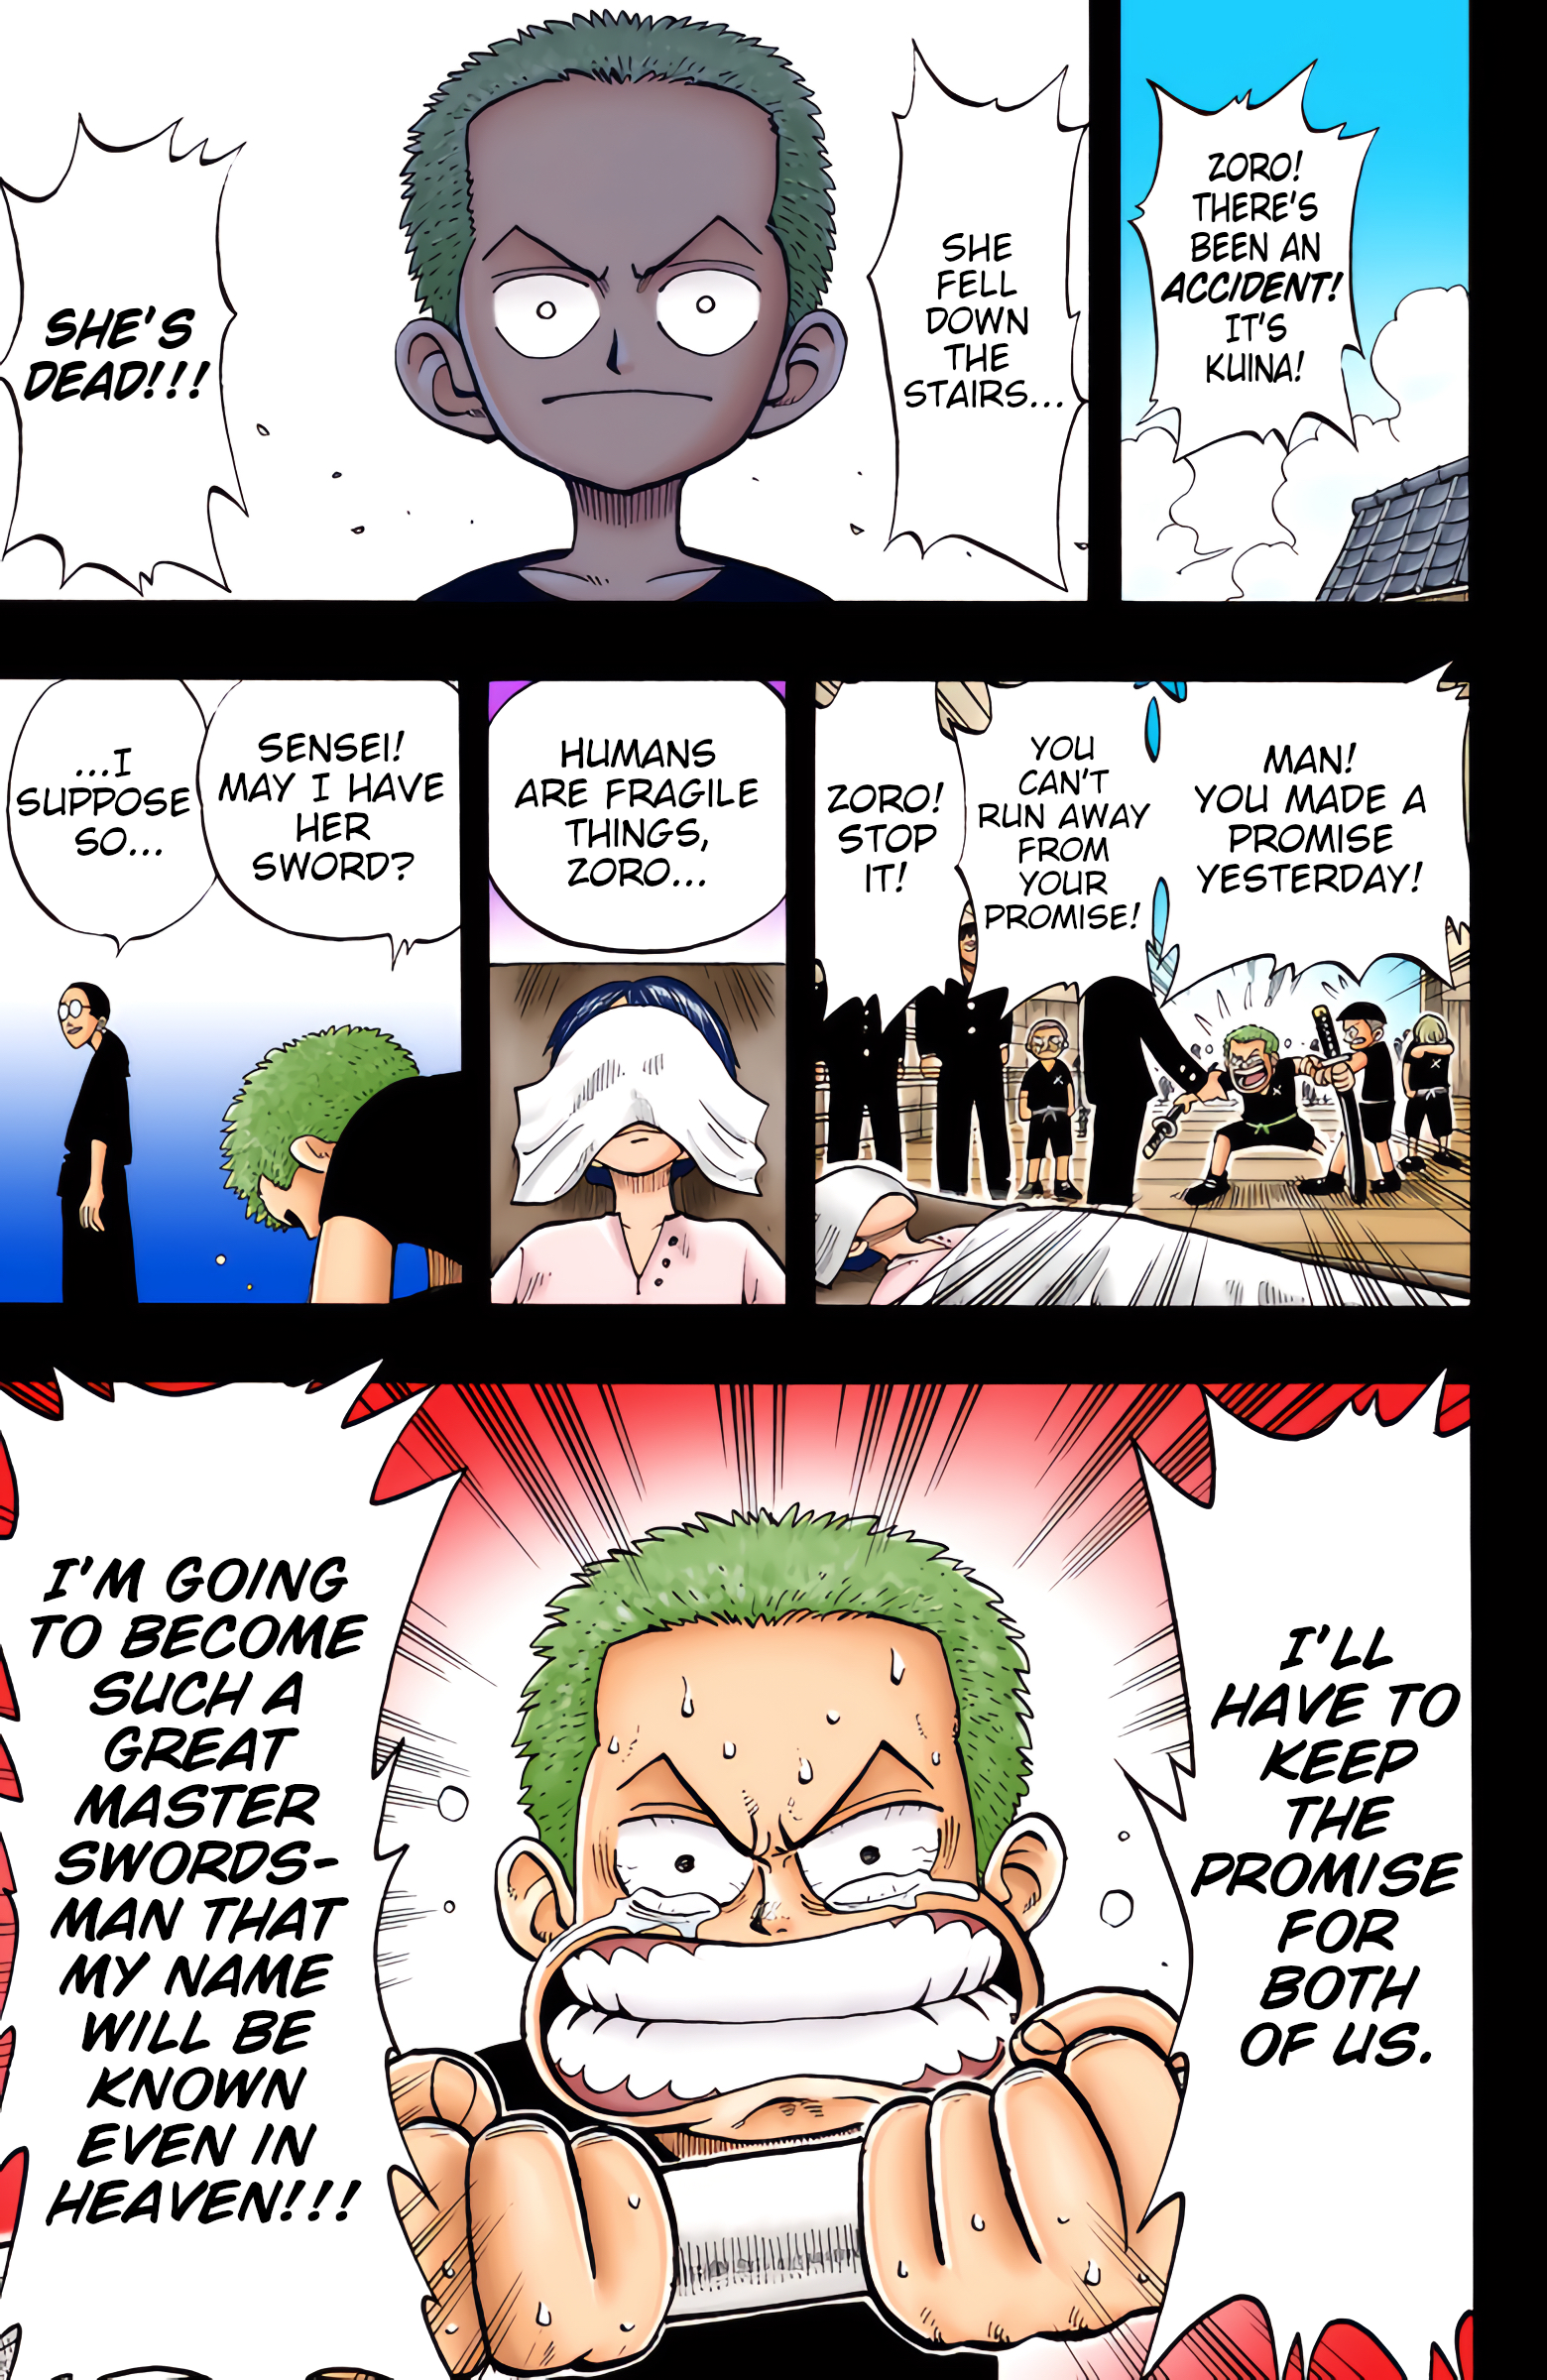 ZORO!
THERE'S
BEEN AN
ACCIDENT!
IT'S
KUINA!
SHE
FELL
DOWN
THE
STAIRS...
SHE'S
DEAD!!!
MAN!
YOU MADE A
PROMISE
YESTERDAY!
YOU
CAN'T
RUN AWAY
FROM
YOUR
PROMISE!
ZORO!
STOP
IT!
HUMANS
ARE FRAGILE
THINGS,
ZORO...
SENSEI!
MAY I HAVE
HER
SWORD?
...I
SUPPOSE
SO...
I'LL
HAVE TO
KEEP
THE
PROMISE
FOR
BOTH
OF US.
I'M GOING
TO BECOME
SUCH A
GREAT
MASTER
SWORDS-
MAN THAT
MY NAME
WILL BE
KNOWN
EVEN IN
HEAVEN!!!